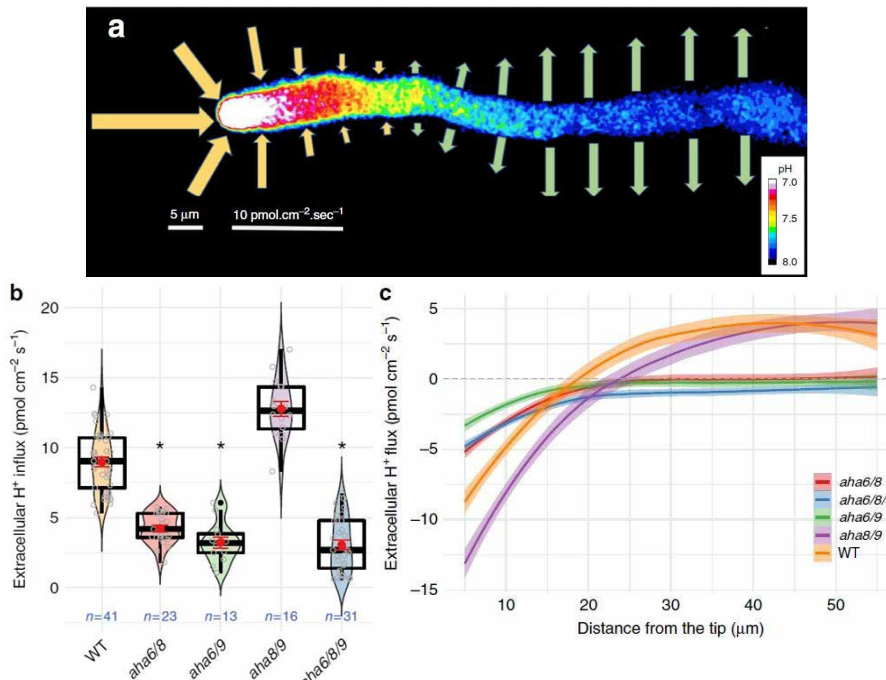 a
5 μm
10 pmol.cm⁻².sec⁻¹
pH
7.0
7.5
8.0
b
Extracellular H⁺ influx (pmol cm⁻² s⁻¹)
20
15
10
5
0
*
*
*
n=41
n=23
n=13
n=16
n=31
WT
aha6/8
aha6/9
aha8/9
aha6/8/9
c
Extracellular H⁺ flux (pmol cm⁻² s⁻¹)
5
0
−5
−10
−15
10
20
30
40
50
Distance from the tip (μm)
aha6/8
aha6/8/
aha6/9
aha8/9
WT